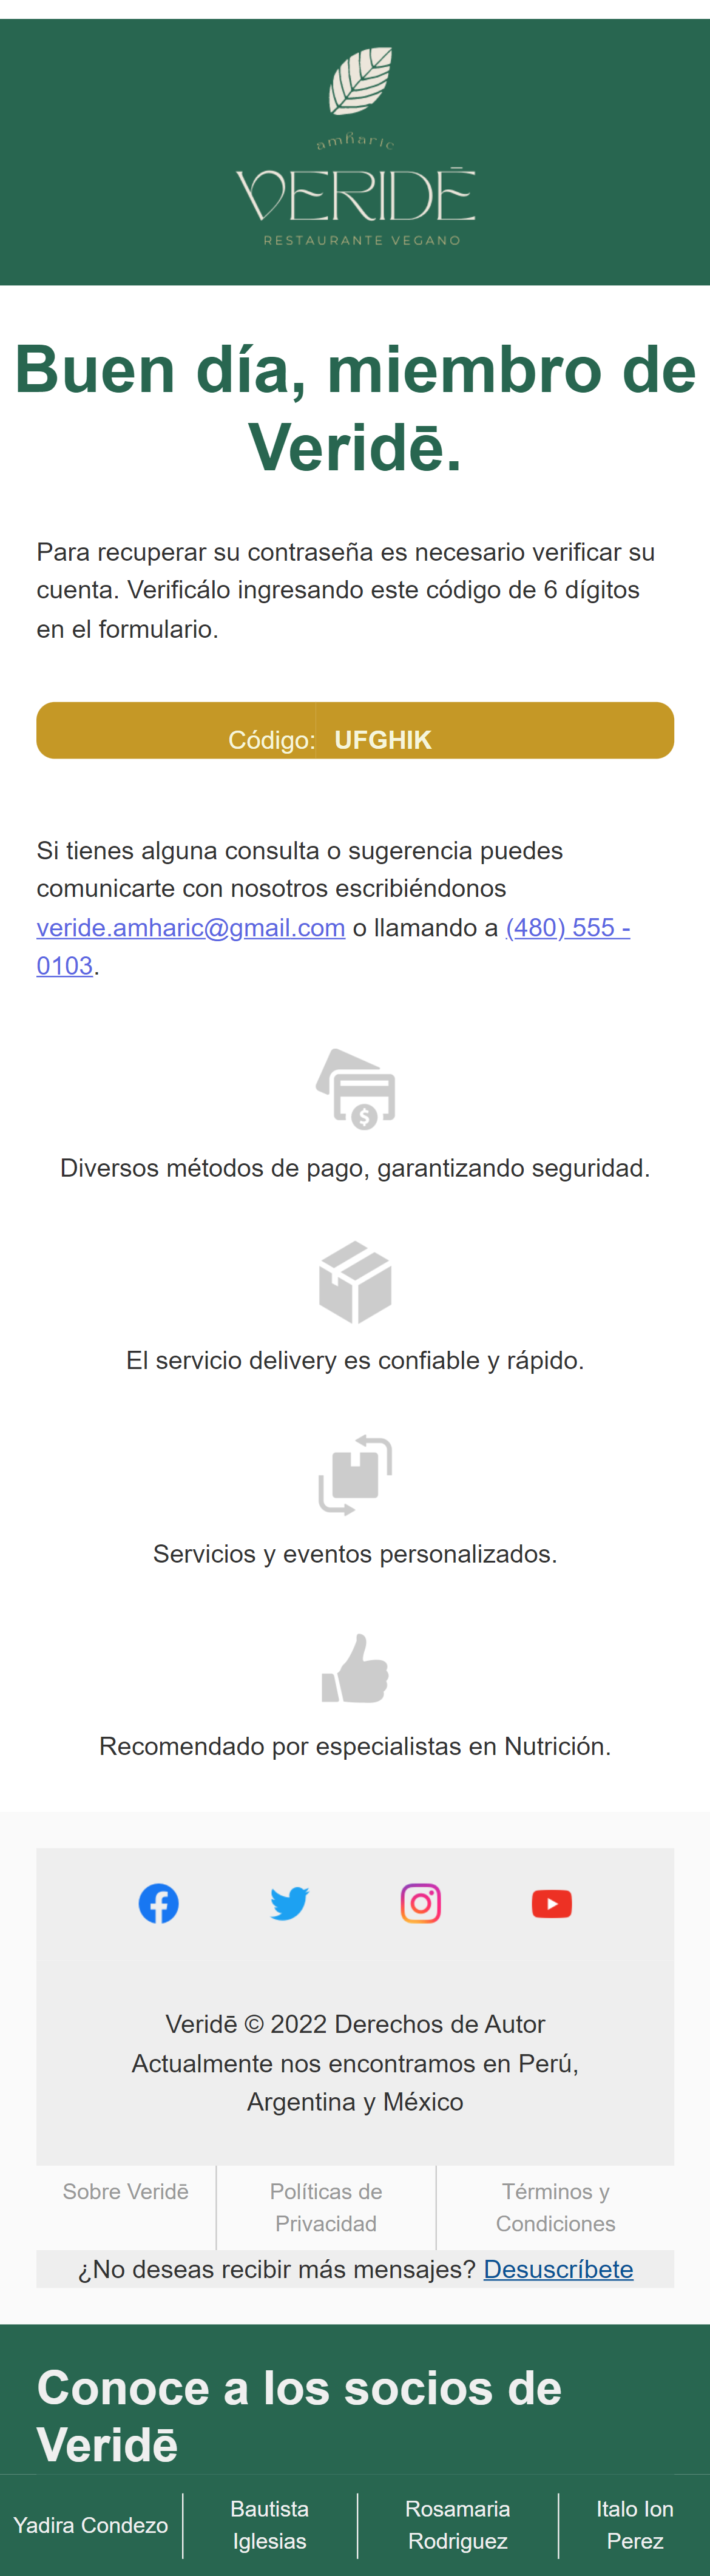 amharic
VERIDĒ
RESTAURANTE VEGANO
Buen día, miembro de
Veridē.
Para recuperar su contraseña es necesario verificar su
cuenta. Verificálo ingresando este código de 6 dígitos
en el formulario.
Código: UFGHIK
Si tienes alguna consulta o sugerencia puedes
comunicarte con nosotros escribiéndonos
veride.amharic@gmail.com o llamando a (480) 555 -
0103.
Diversos métodos de pago, garantizando seguridad.
El servicio delivery es confiable y rápido.
Servicios y eventos personalizados.
Recomendado por especialistas en Nutrición.
Veridē © 2022 Derechos de Autor
Actualmente nos encontramos en Perú,
Argentina y México
Sobre Veridē
Políticas de
Privacidad
Términos y
Condiciones
¿No deseas recibir más mensajes? Desuscríbete
Conoce a los socios de
Veridē
Yadira Condezo
Bautista
Iglesias
Rosamaria
Rodriguez
Italo Ion
Perez